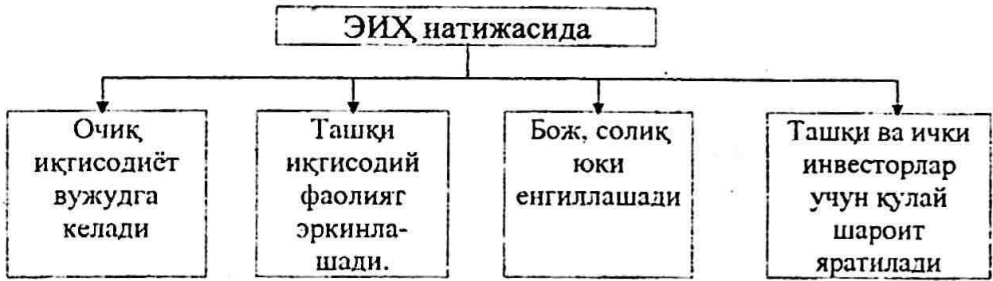 ЭИҲ натижасида
Очиқ
иқтисодиёт
вужудга
келади
Ташқи
иқтисодий
фаолият
эркинла-
шади.
Бож, солиқ
юки
енгиллашади
Ташқи ва ички
инвесторлар
учун қулай
шароит
яратилади